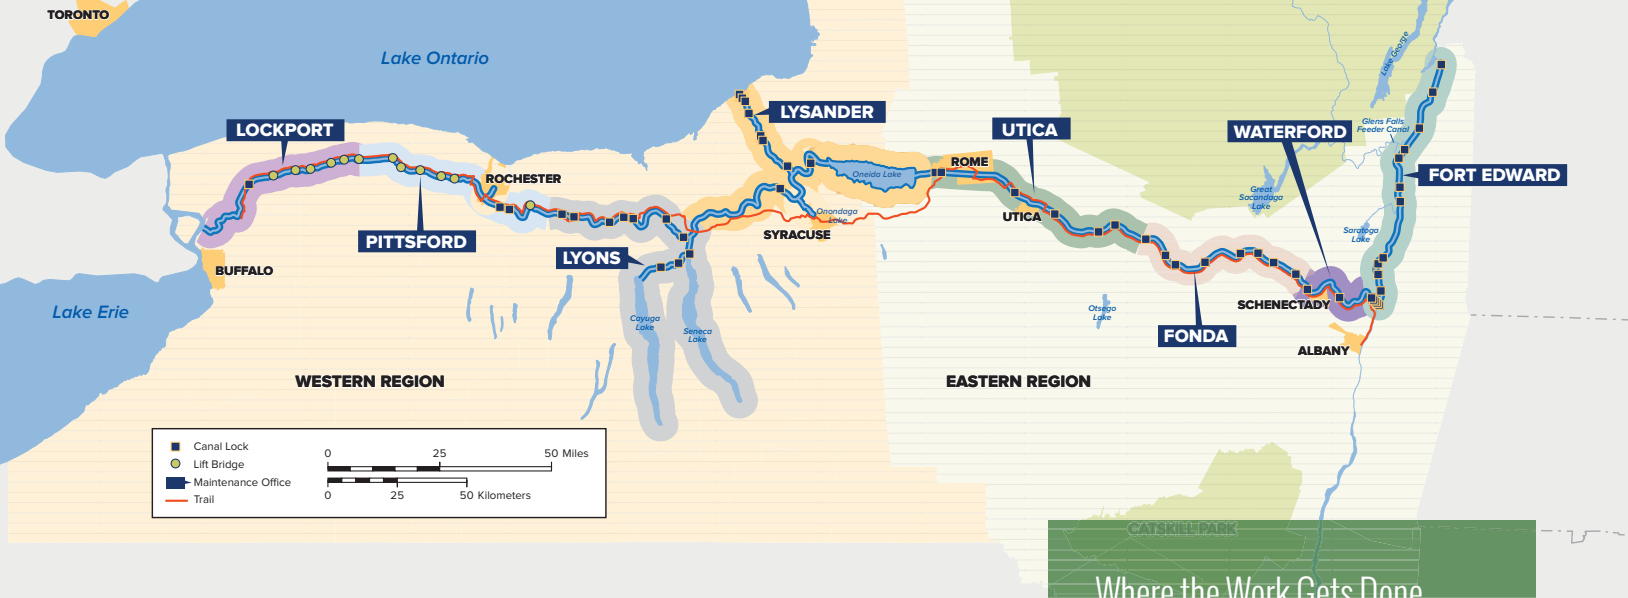 TORONTO
Lake Ontario
Lake George
LYSANDER
LOCKPORT
UTICA
WATERFORD
Glens Falls
Feeder Canal
ROME
ROCHESTER
Oneida Lake
FORT EDWARD
Great
Sacandaga
Lake
Onondaga
Lake
UTICA
SYRACUSE
Saratoga
Lake
PITTSFORD
LYONS
BUFFALO
Lake Erie
Cayuga
Lake
Seneca
Lake
Otsego
Lake
SCHENECTADY
FONDA
ALBANY
WESTERN REGION
EASTERN REGION
Canal Lock
Lift Bridge
Maintenance Office
Trail
0 25 50 Miles
0 25 50 Kilometers
CATSKILL PARK
Where the Work Gets Done